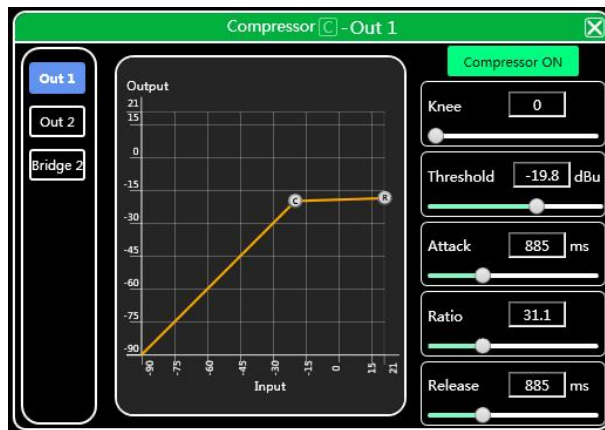 Compressor C -Out 1
Out 1
Out 2
Bridge 2
Output
21
15
0
-15
-30
-45
-60
-75
-90
C
R
-90
-75
-60
-45
-30
-15
0
15
21
Input
Compressor ON
Knee 0
Threshold -19.8 dBu
Attack 885 ms
Ratio 31.1
Release 885 ms